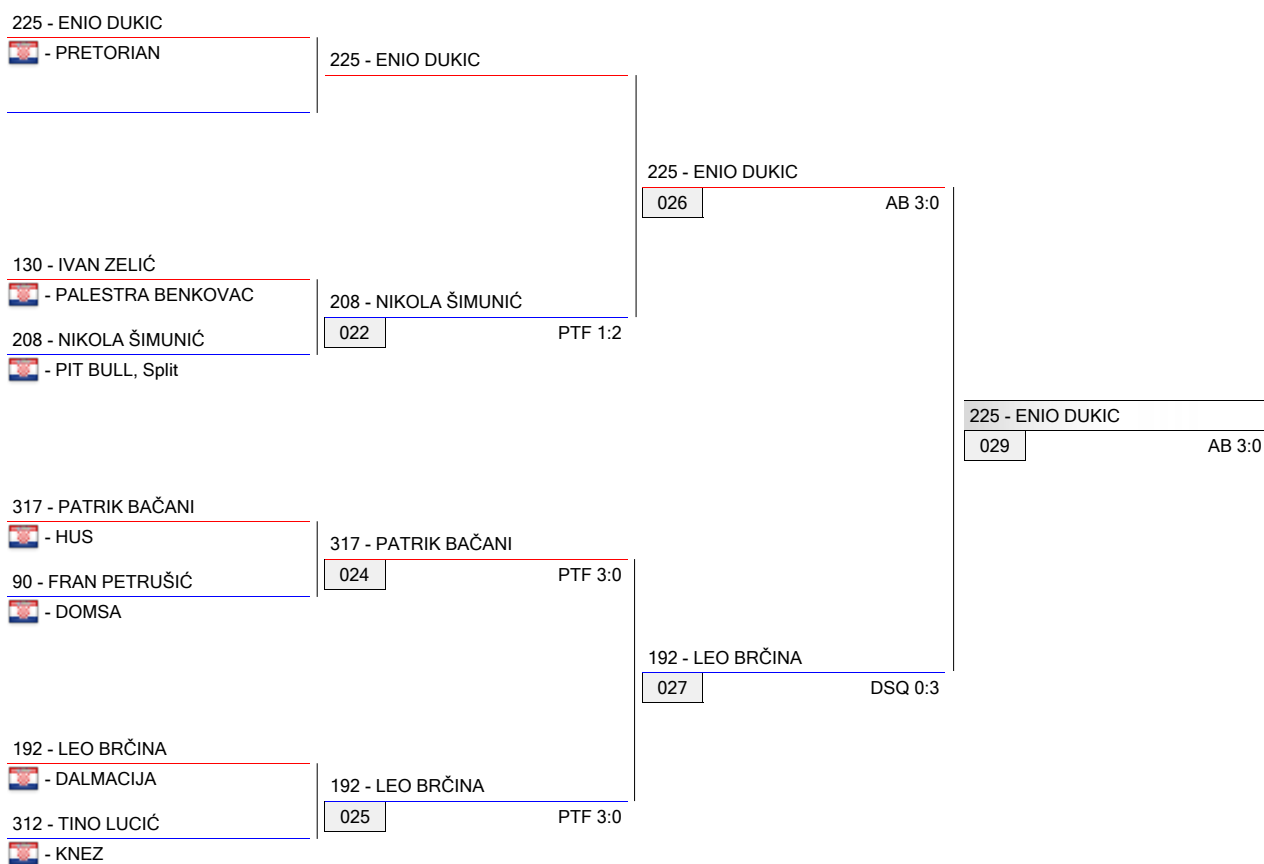 225 - ENIO DUKIC
- PRETORIAN
225 - ENIO DUKIC
225 - ENIO DUKIC
026 AB 3:0
130 - IVAN ZELIĆ
- PALESTRA BENKOVAC
208 - NIKOLA ŠIMUNIĆ
208 - NIKOLA ŠIMUNIĆ
022 PTF 1:2
- PIT BULL, Split
225 - ENIO DUKIC
029 AB 3:0
317 - PATRIK BAČANI
- HUS
317 - PATRIK BAČANI
90 - FRAN PETRUŠIĆ
024 PTF 3:0
- DOMSA
192 - LEO BRČINA
027 DSQ 0:3
192 - LEO BRČINA
- DALMACIJA
192 - LEO BRČINA
312 - TINO LUCIĆ
025 PTF 3:0
- KNEZ